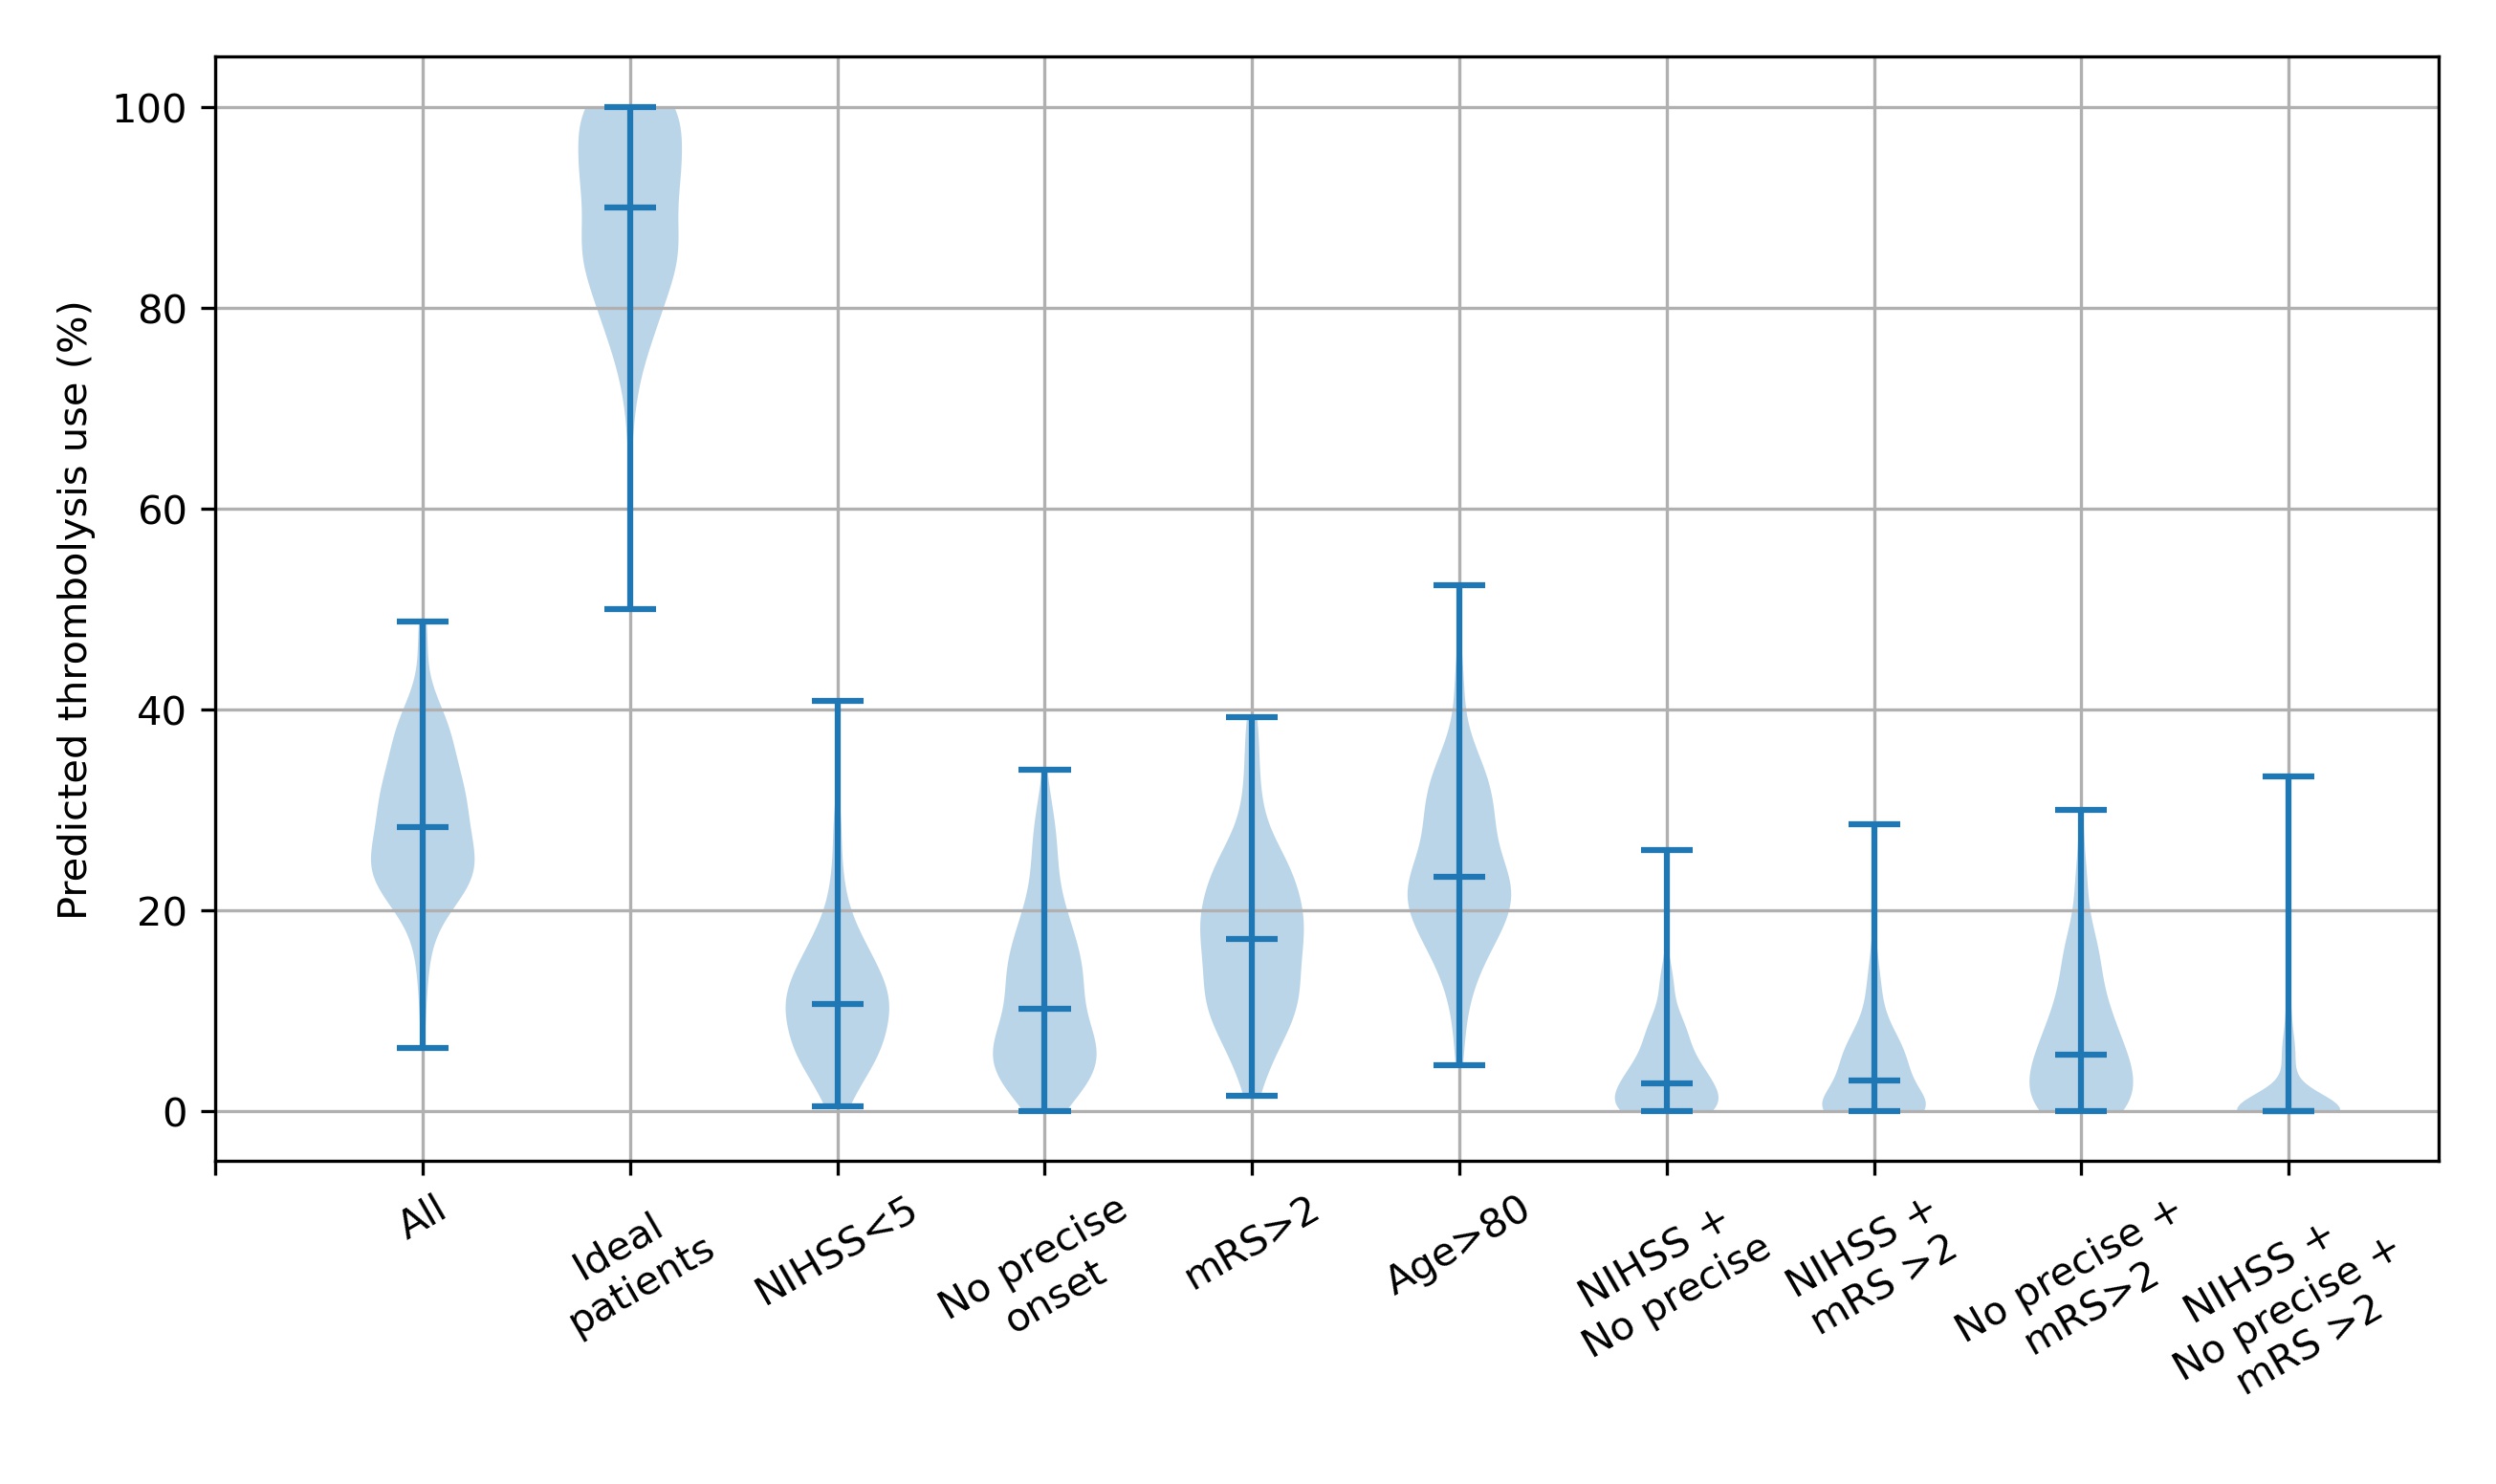 Predicted thrombolysis use (%)
100
80
60
40
20
0
All
Ideal
patients
NIHSS<5
No precise
onset
mRS>2
Age>80
NIHSS +
No precise
NIHSS +
mRS >2
No precise +
mRS>2
NIHSS +
No precise +
mRS >2